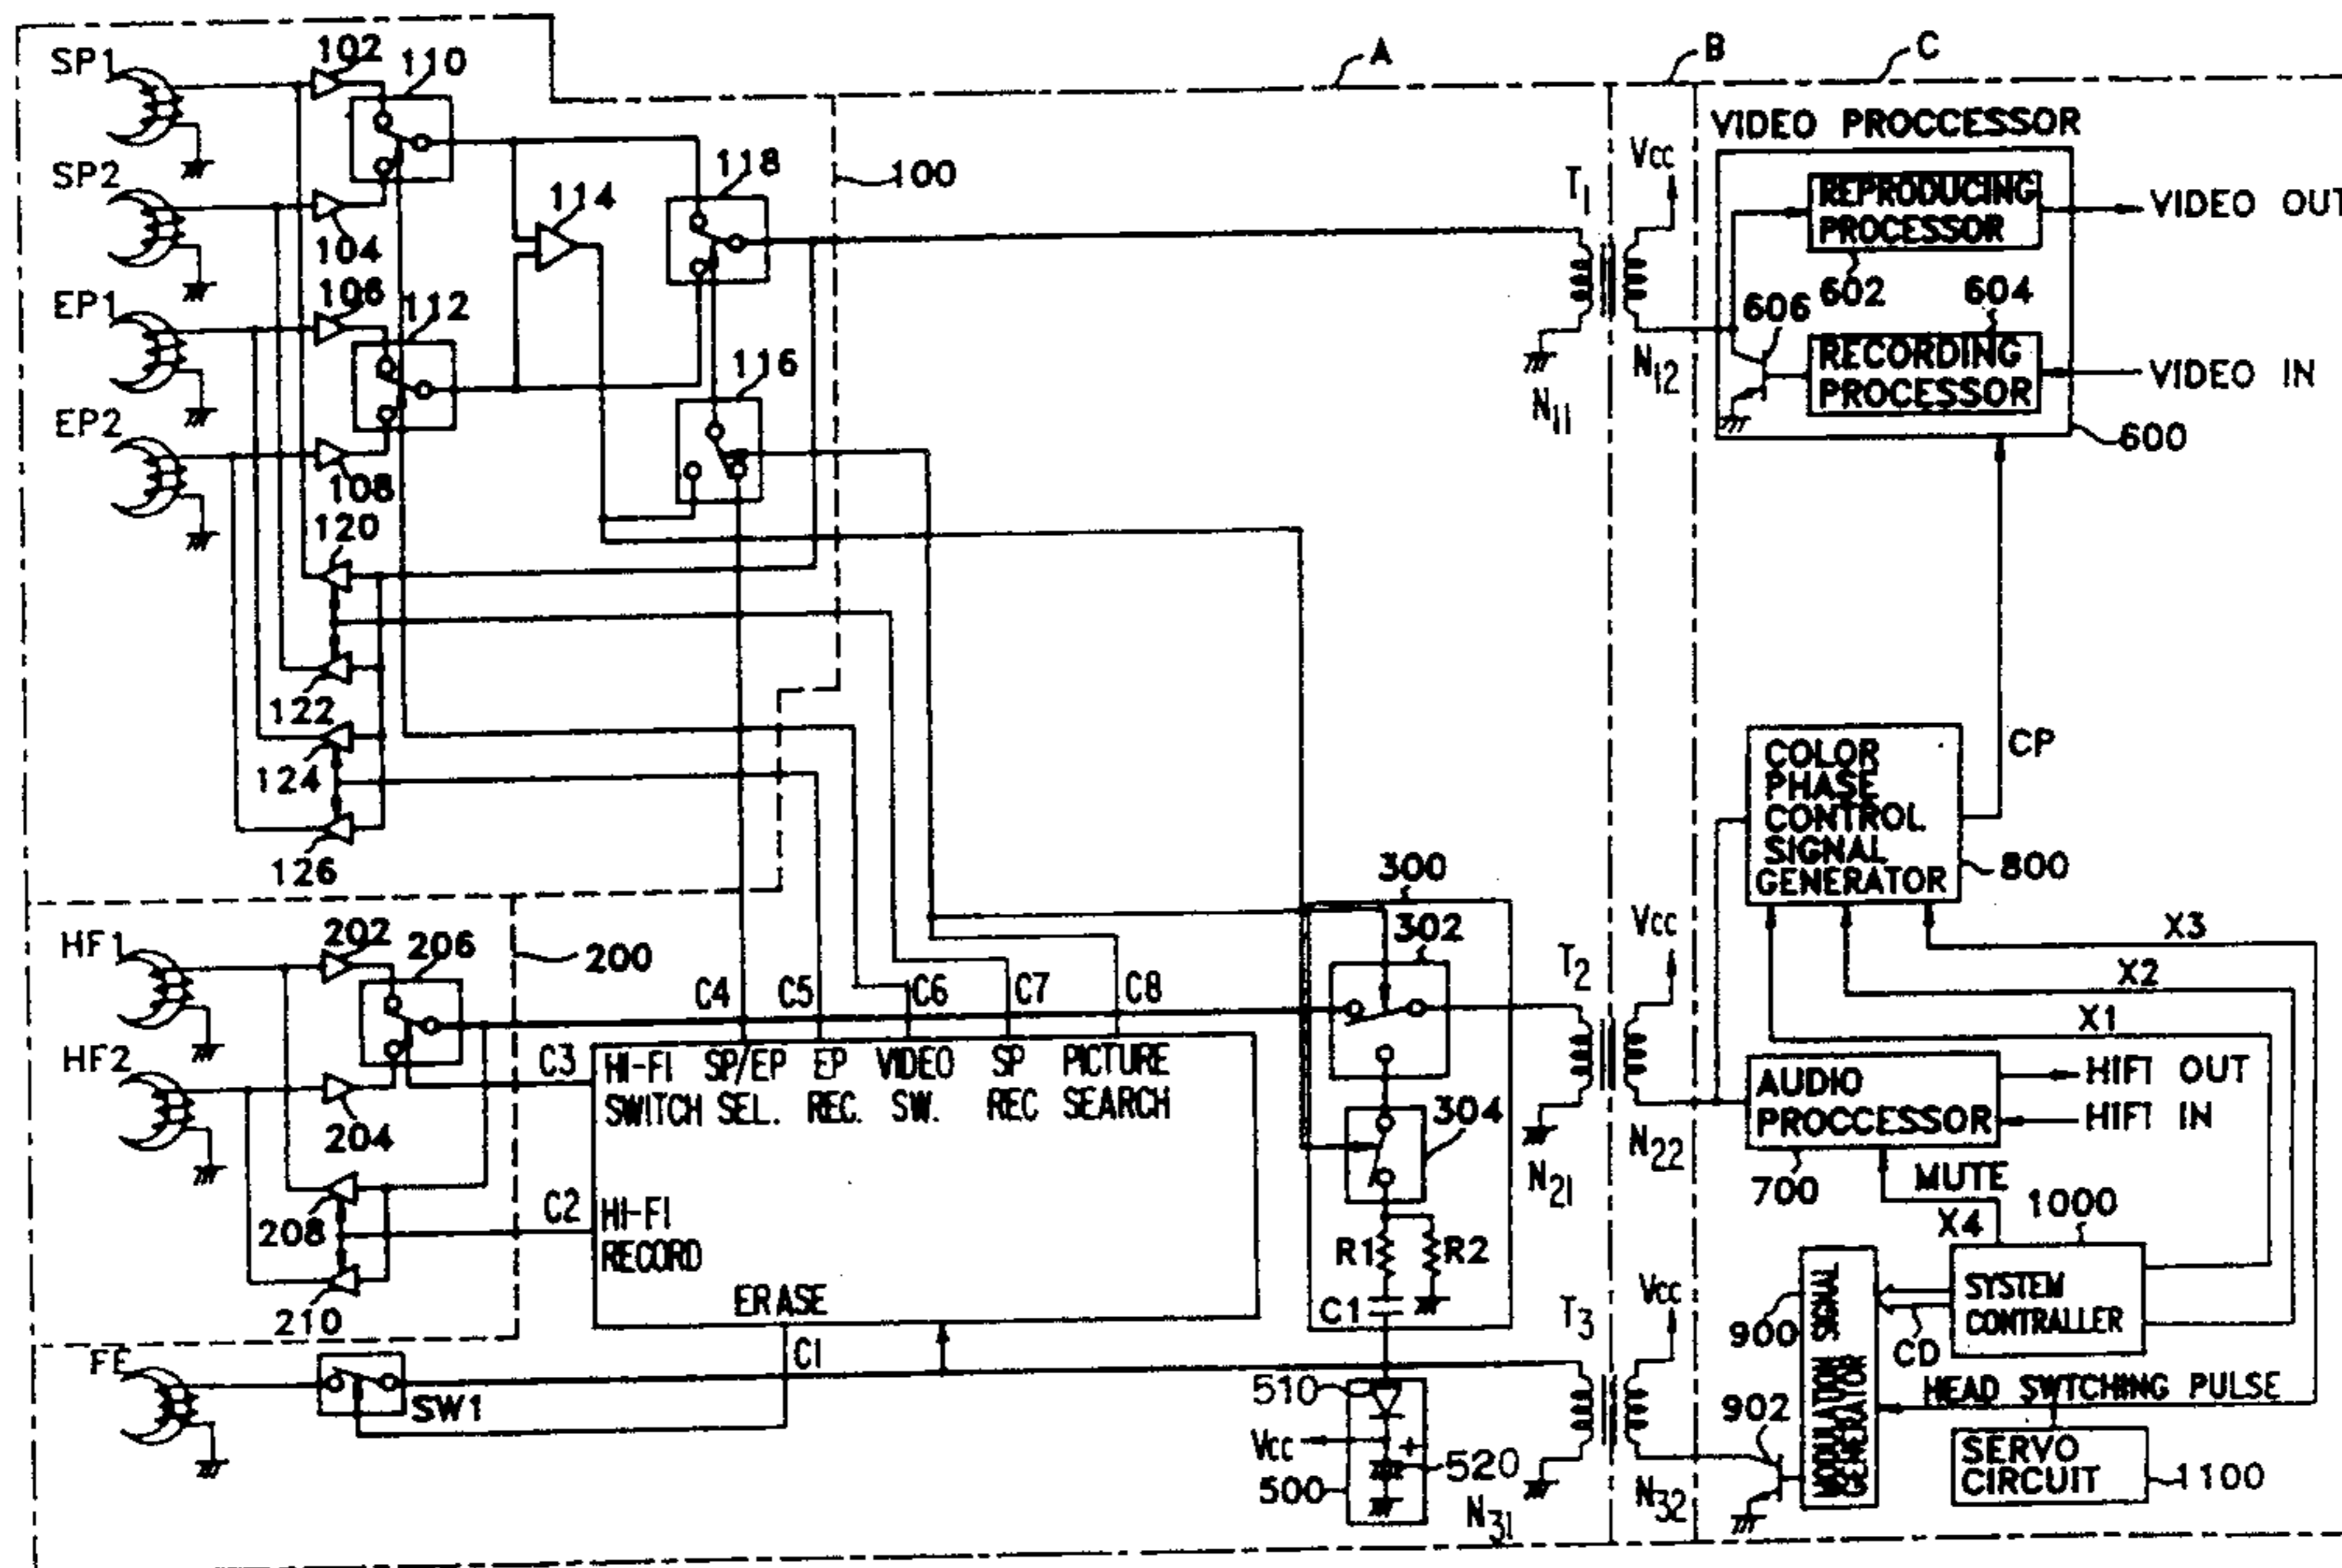 A
B
C
SP1
102
110
SP2
104
EP1
106
112
EP2
108
120
122
124
126
114
118
116
100
T1
Vcc
N11
N12
VIDEO PROCCESSOR
REPRODUCING
PROCESSOR
VIDEO OUT
602
604
606
RECORDING
PROCESSOR
VIDEO IN
600
CP
COLOR
PHASE
CONTROL
SIGNAL
GENERATOR
800
X3
X2
X1
HF1
202
206
200
HF2
204
208
210
C3
C4
C5
C6
C7
C8
HI-FI
SWITCH
SP/EP
SEL.
EP
REC.
VIDEO
SW.
SP
REC
PICTURE
SEARCH
C2
HI-FI
RECORD
ERASE
C1
300
302
304
R1
R2
C1
T2
Vcc
N21
N22
AUDIO
PROCCESSOR
HIFI OUT
HIFI IN
700
MUTE
X4
1000
SYSTEM
CONTRALLER
CD
900
MODULATION SIGNAL
GENERATOR
902
HEAD SWTCHING PULSE
SERVO
CIRCUIT
1100
FE
SW1
510
Vcc
+
520
500
T3
Vcc
N31
N32